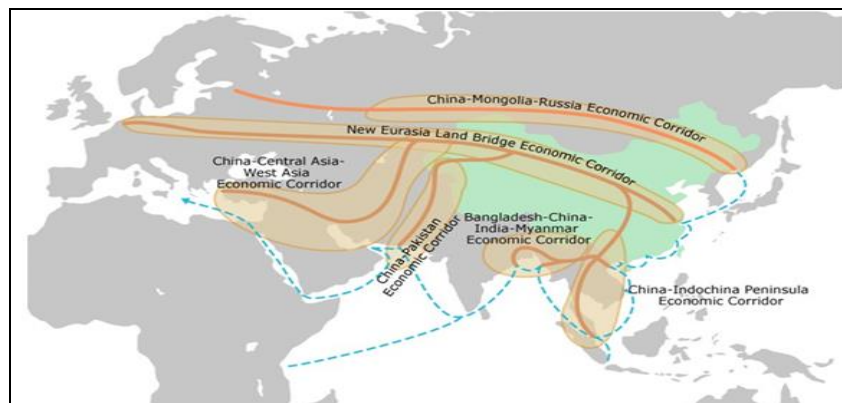 China-Mongolia-Russia Economic Corridor
New Eurasia Land Bridge Economic Corridor
China-Central Asia-
West Asia
Economic Corridor
China-Pakistan
Economic Corridor
Bangladesh-China-
India-Myanmar
Economic Corridor
China-Indochina Peninsula
Economic Corridor